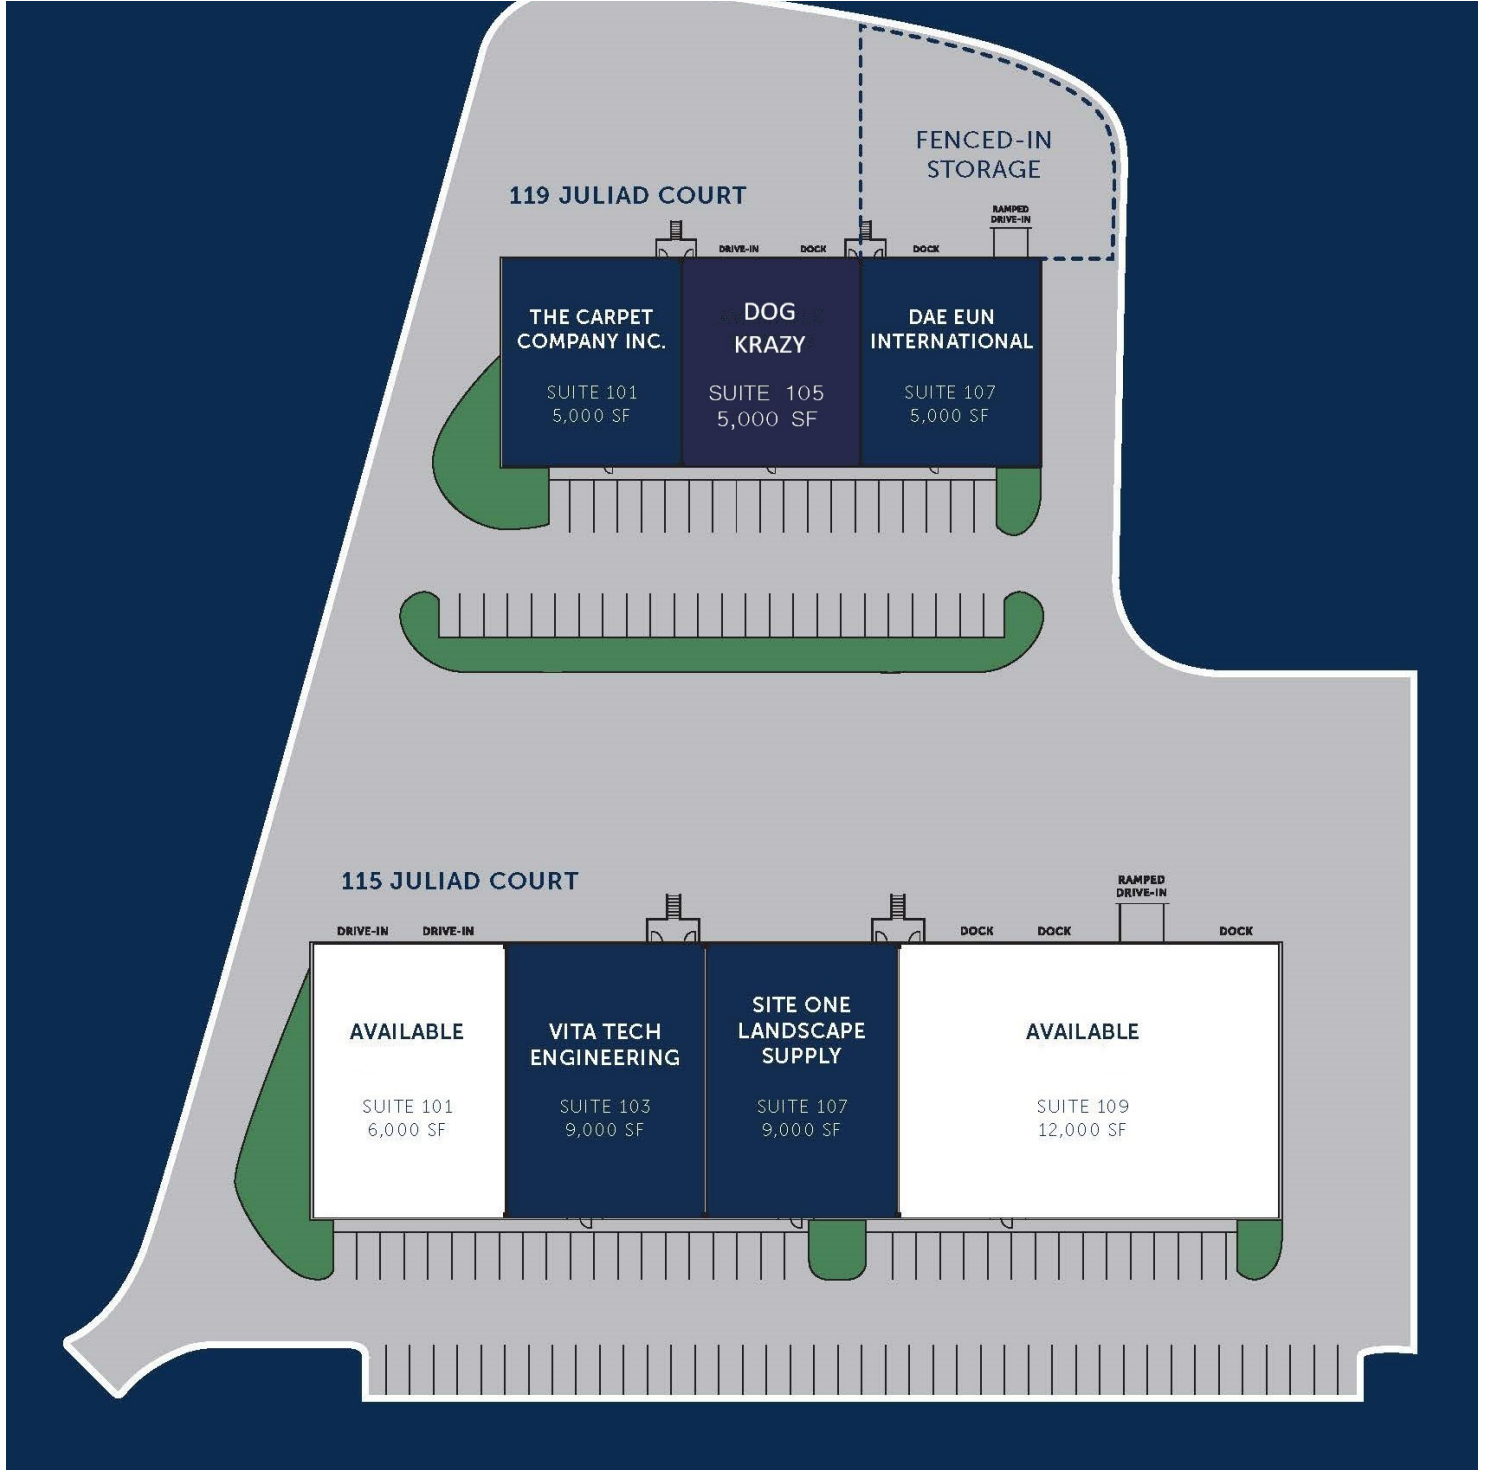 FENCED-IN
STORAGE
119 JULIAD COURT
RAMPED
DRIVE-IN
DRIVE-IN
DOCK
DOCK
THE CARPET
COMPANY INC.
SUITE 101
5,000 SF
DOG
KRAZY
SUITE 105
5,000 SF
DAE EUN
INTERNATIONAL
SUITE 107
5,000 SF
115 JULIAD COURT
RAMPED
DRIVE-IN
DRIVE-IN
DRIVE-IN
DOCK
DOCK
DOCK
AVAILABLE
SUITE 101
6,000 SF
VITA TECH
ENGINEERING
SUITE 103
9,000 SF
SITE ONE
LANDSCAPE
SUPPLY
SUITE 107
9,000 SF
AVAILABLE
SUITE 109
12,000 SF